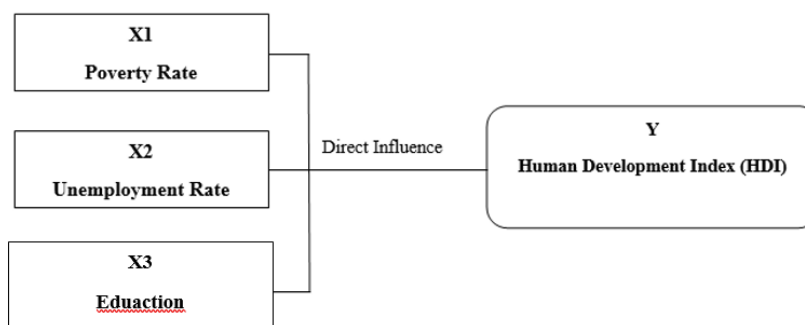 X1
Poverty Rate
X2
Unemployment Rate
X3
Eduaction
Direct Influence
Y
Human Development Index (HDI)